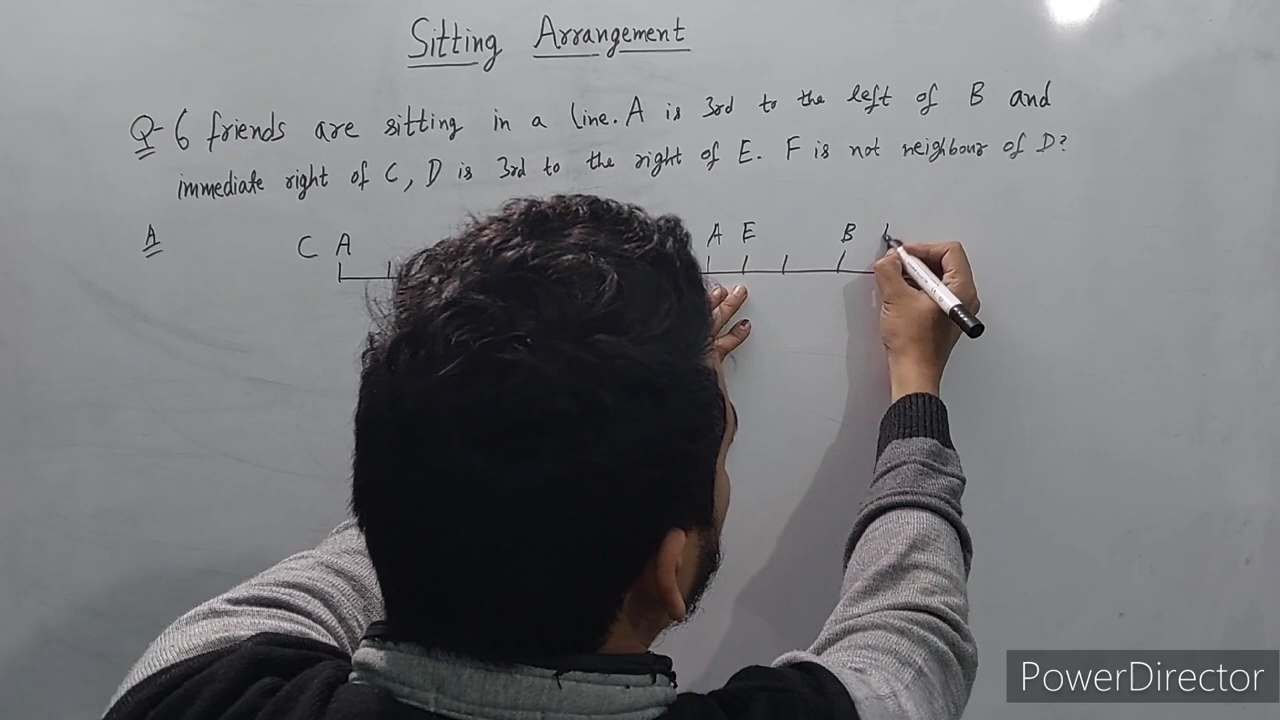 Sitting Arrangement
Q- 6 friends are sitting in a line. A is 3rd to the left of B and
immediate right of C, D is 3rd to the right of E. F is not neighbour of D?
A
C A A E B
PowerDirector